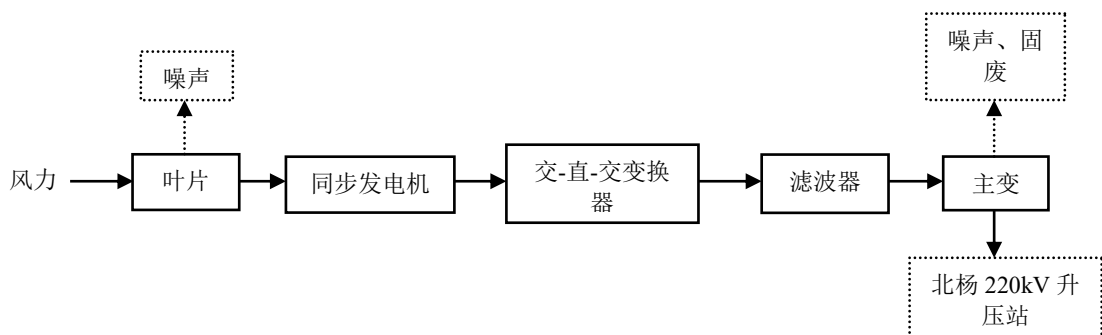 噪声
噪声、固
废
风力
叶片
同步发电机
交-直-交变换
器
滤波器
主变
北杨 220kV 升
压站